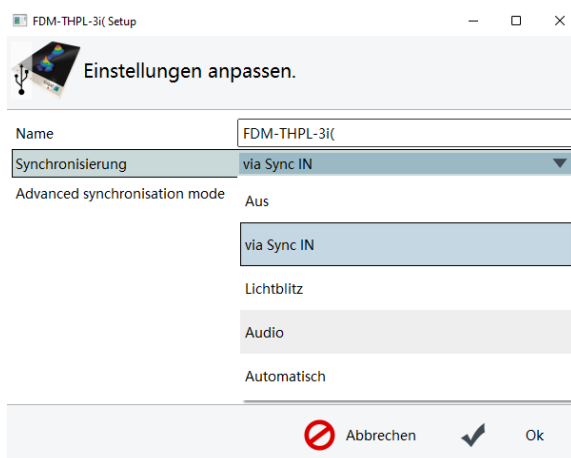 FDM-THPL-3i( Setup
Einstellungen anpassen.
Name FDM-THPL-3i(
Synchronisierung via Sync IN
Advanced synchronisation mode
Aus
via Sync IN
Lichtblitz
Audio
Automatisch
Abbrechen Ok